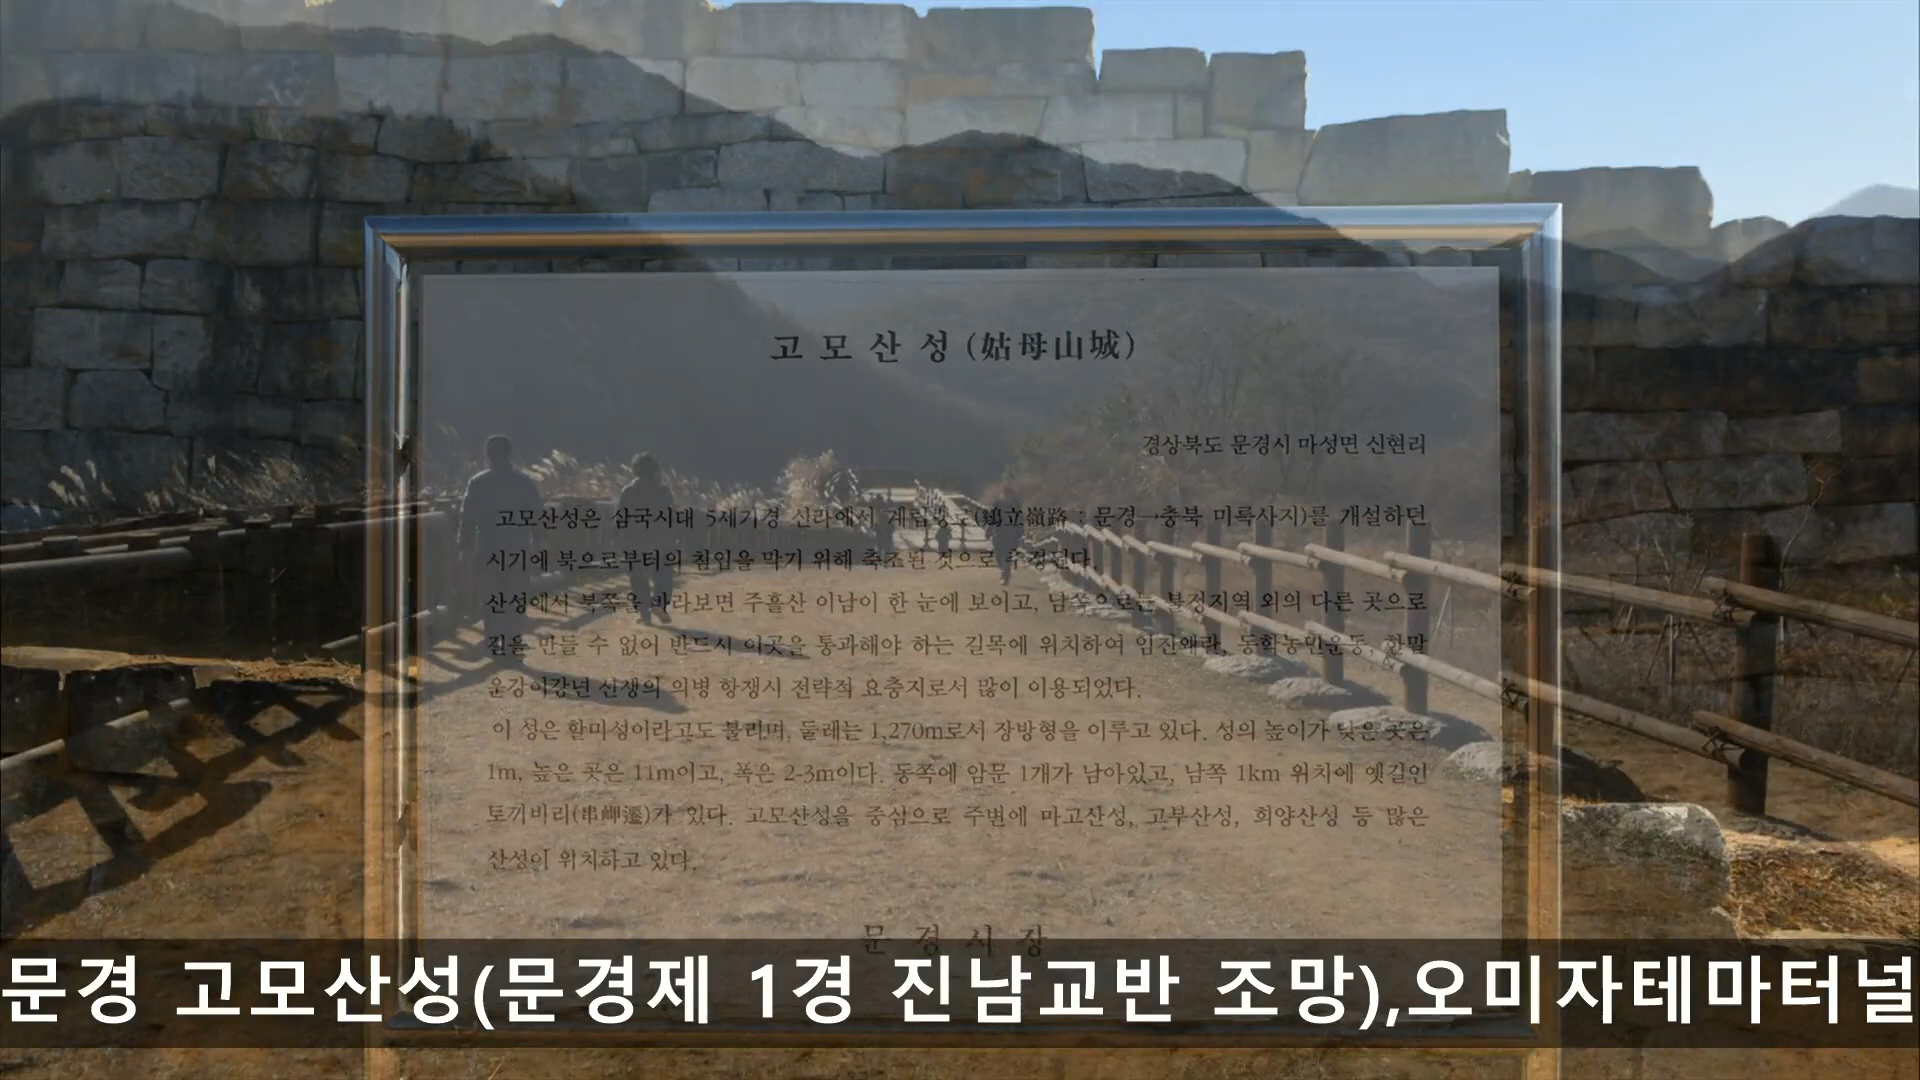 고모산성(姑母山城)
경상북도 문경시 마성면 신현리
고모산성은 삼국시대 5세기경 신라에서 계립령로(鷄立嶺路 : 문경→충북 미륵사지)를 개설하던
시기에 북으로부터의 침입을 막기 위해 축조된 것으로 추정된다.
산성에서 북쪽을 바라보면 주흘산 이남이 한 눈에 보이고, 남쪽으로는 불정지역 외의 다른 곳으로
길을 만들 수 없어 반드시 이곳을 통과해야 하는 길목에 위치하여 임진왜란, 동학농민운동, 한말
운강이강년 선생의 의병 항쟁시 전략적 요충지로서 많이 이용되었다.
이 성은 할미성이라고도 불리며, 둘레는 1,270m로서 장방형을 이루고 있다. 성의 높이가 낮은 곳은
1m, 높은 곳은 11m이고, 폭은 2-3m이다. 동쪽에 암문 1개가 남아있고, 남쪽 1km 위치에 옛길인
토끼비리(串岬遷)가 있다. 고모산성을 중심으로 주변에 마고산성, 고부산성, 희양산성 등 많은
산성이 위치하고 있다.
문 경 시 장
문경 고모산성(문경제 1경 진남교반 조망),오미자테마터널